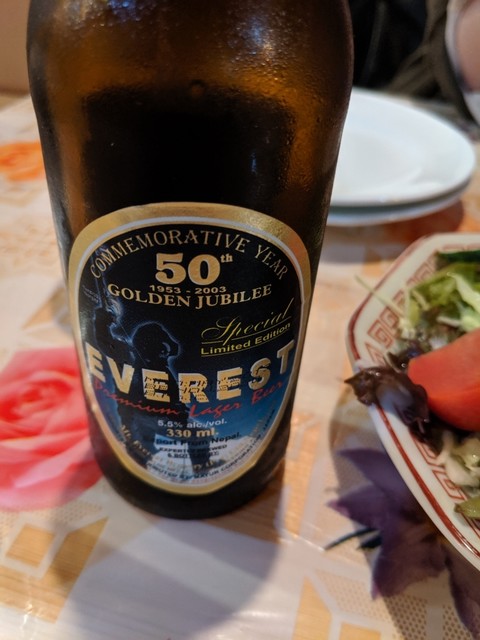 COMMEMORATIVE YEAR
50th
1953 - 2003
GOLDEN JUBILEE
Special
Limited Edition
EVEREST
Premium Lager Beer
5.5% alc/vol.
330 ml.